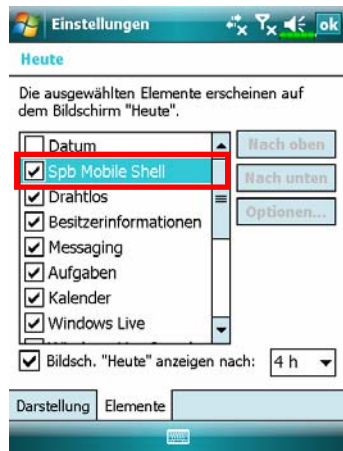 Einstellungen
ok
Heute
Die ausgewählten Elemente erscheinen auf
dem Bildschirm "Heute".
Datum
Spb Mobile Shell
Drahtlos
Besitzerinformationen
Messaging
Aufgaben
Kalender
Windows Live
Nach oben
Nach unten
Optionen...
Bildsch. "Heute" anzeigen nach: 4 h
Darstellung Elemente